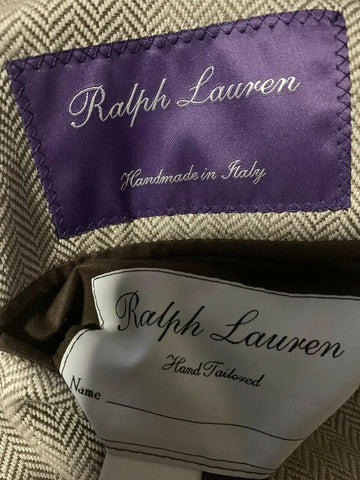 Ralph Lauren
Handmade in Italy
Ralph Lauren
Hand Tailored
Name